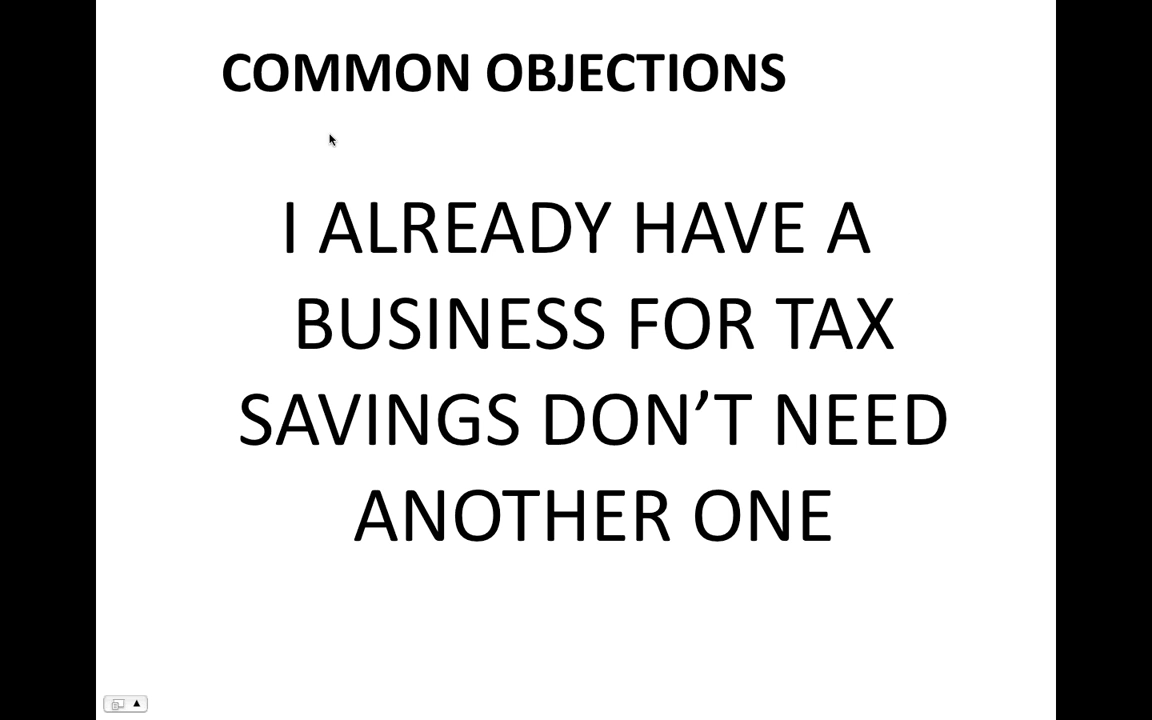 COMMON OBJECTIONS
I ALREADY HAVE A
BUSINESS FOR TAX
SAVINGS DON’T NEED
ANOTHER ONE